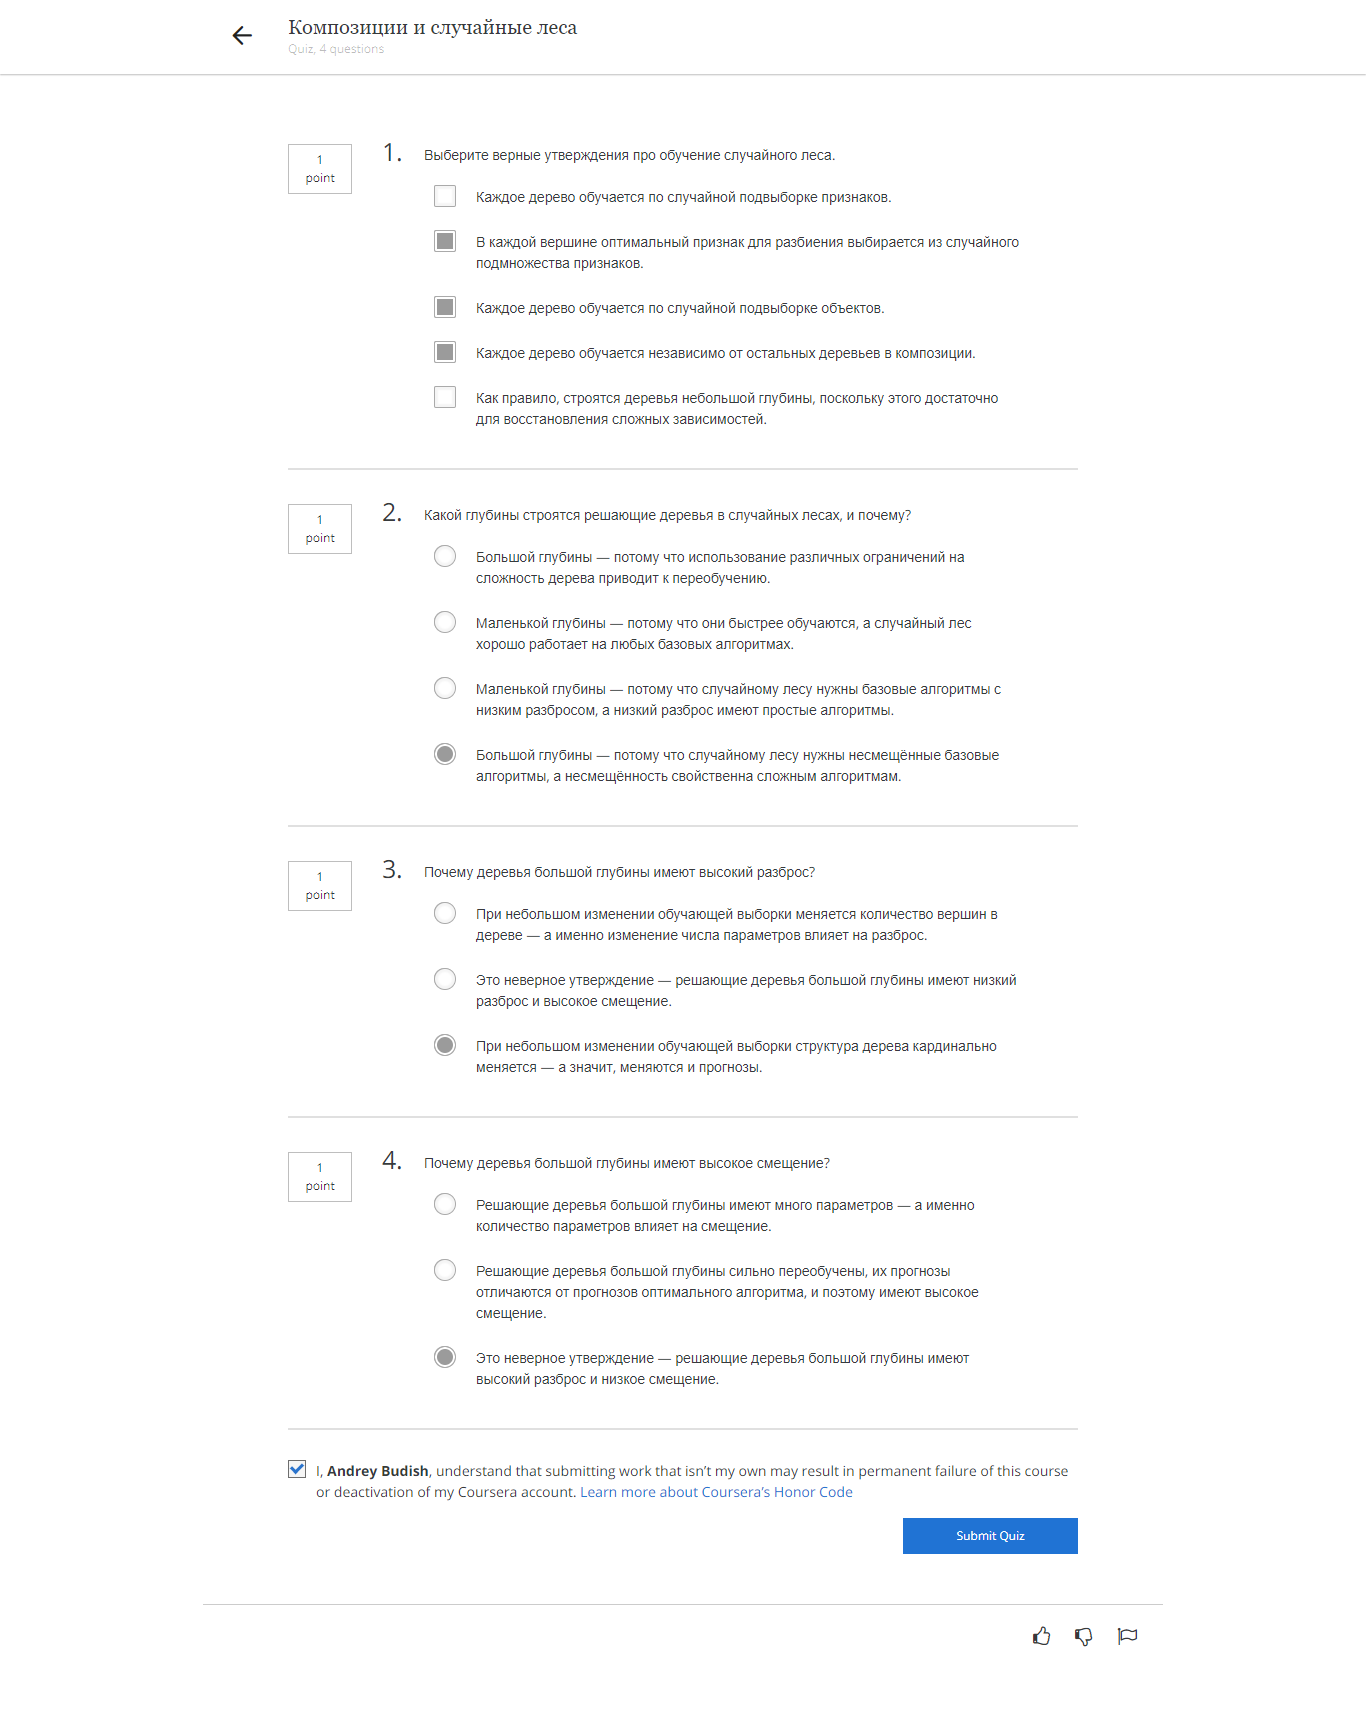 Композиции и случайные леса
Quiz, 4 questions
1
point
1.
Выберите верные утверждения про обучение случайного леса.
Каждое дерево обучается по случайной подвыборке признаков.
В каждой вершине оптимальный признак для разбиения выбирается из случайного
подмножества признаков.
Каждое дерево обучается по случайной подвыборке объектов.
Каждое дерево обучается независимо от остальных деревьев в композиции.
Как правило, строятся деревья небольшой глубины, поскольку этого достаточно
для восстановления сложных зависимостей.
1
point
2.
Какой глубины строятся решающие деревья в случайных лесах, и почему?
Большой глубины — потому что использование различных ограничений на
сложность дерева приводит к переобучению.
Маленькой глубины — потому что они быстрее обучаются, а случайный лес
хорошо работает на любых базовых алгоритмах.
Маленькой глубины — потому что случайному лесу нужны базовые алгоритмы с
низким разбросом, а низкий разброс имеют простые алгоритмы.
Большой глубины — потому что случайному лесу нужны несмещённые базовые
алгоритмы, а несмещённость свойственна сложным алгоритмам.
1
point
3.
Почему деревья большой глубины имеют высокий разброс?
При небольшом изменении обучающей выборки меняется количество вершин в
дереве — а именно изменение числа параметров влияет на разброс.
Это неверное утверждение — решающие деревья большой глубины имеют низкий
разброс и высокое смещение.
При небольшом изменении обучающей выборки структура дерева кардинально
меняется — а значит, меняются и прогнозы.
1
point
4.
Почему деревья большой глубины имеют высокое смещение?
Решающие деревья большой глубины имеют много параметров — а именно
количество параметров влияет на смещение.
Решающие деревья большой глубины сильно переобучены, их прогнозы
отличаются от прогнозов оптимального алгоритма, и поэтому имеют высокое
смещение.
Это неверное утверждение — решающие деревья большой глубины имеют
высокий разброс и низкое смещение.
I, Andrey Budish, understand that submitting work that isn’t my own may result in permanent failure of this course
or deactivation of my Coursera account. Learn more about Coursera’s Honor Code
Submit Quiz